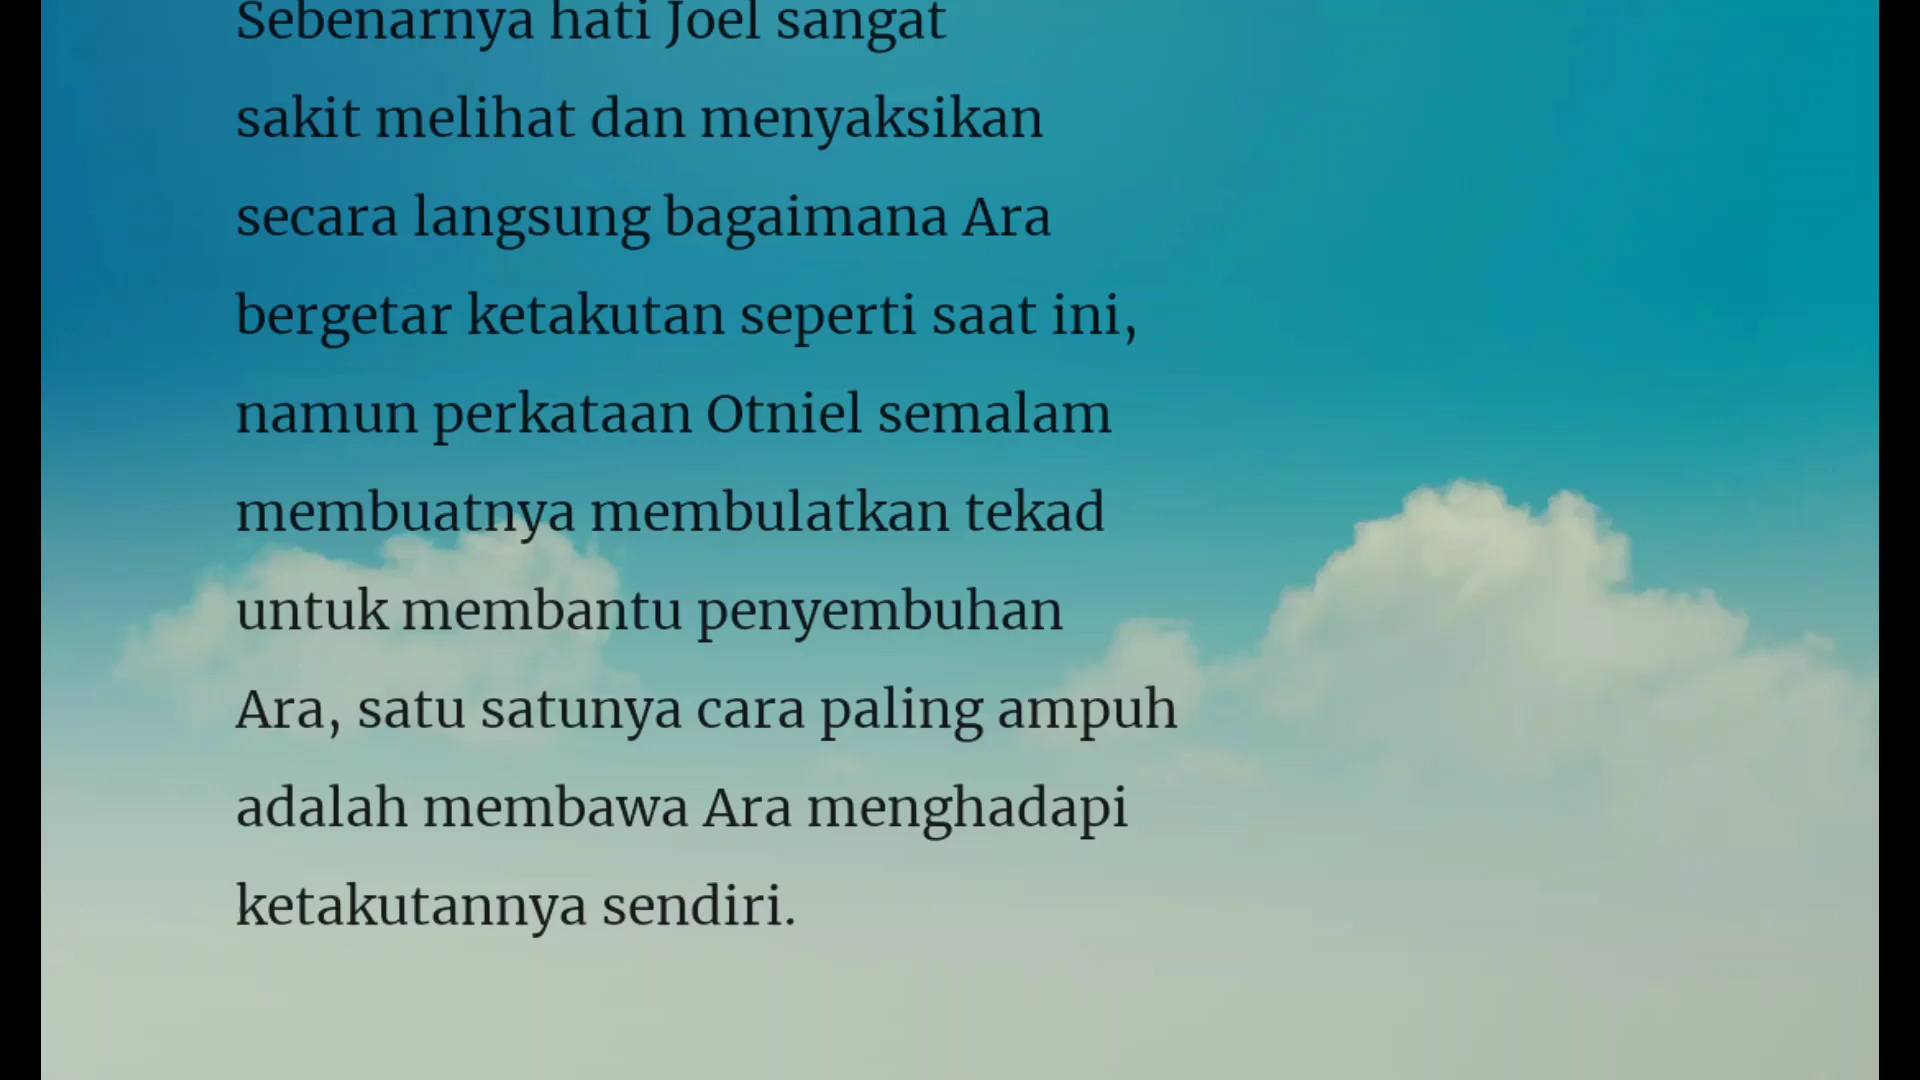 Sebenarnya hati Joel sangat
sakit melihat dan menyaksikan
secara langsung bagaimana Ara
bergetar ketakutan seperti saat ini,
namun perkataan Otniel semalam
membuatnya membulatkan tekad
untuk membantu penyembuhan
Ara, satu satunya cara paling ampuh
adalah membawa Ara menghadapi
ketakutannya sendiri.